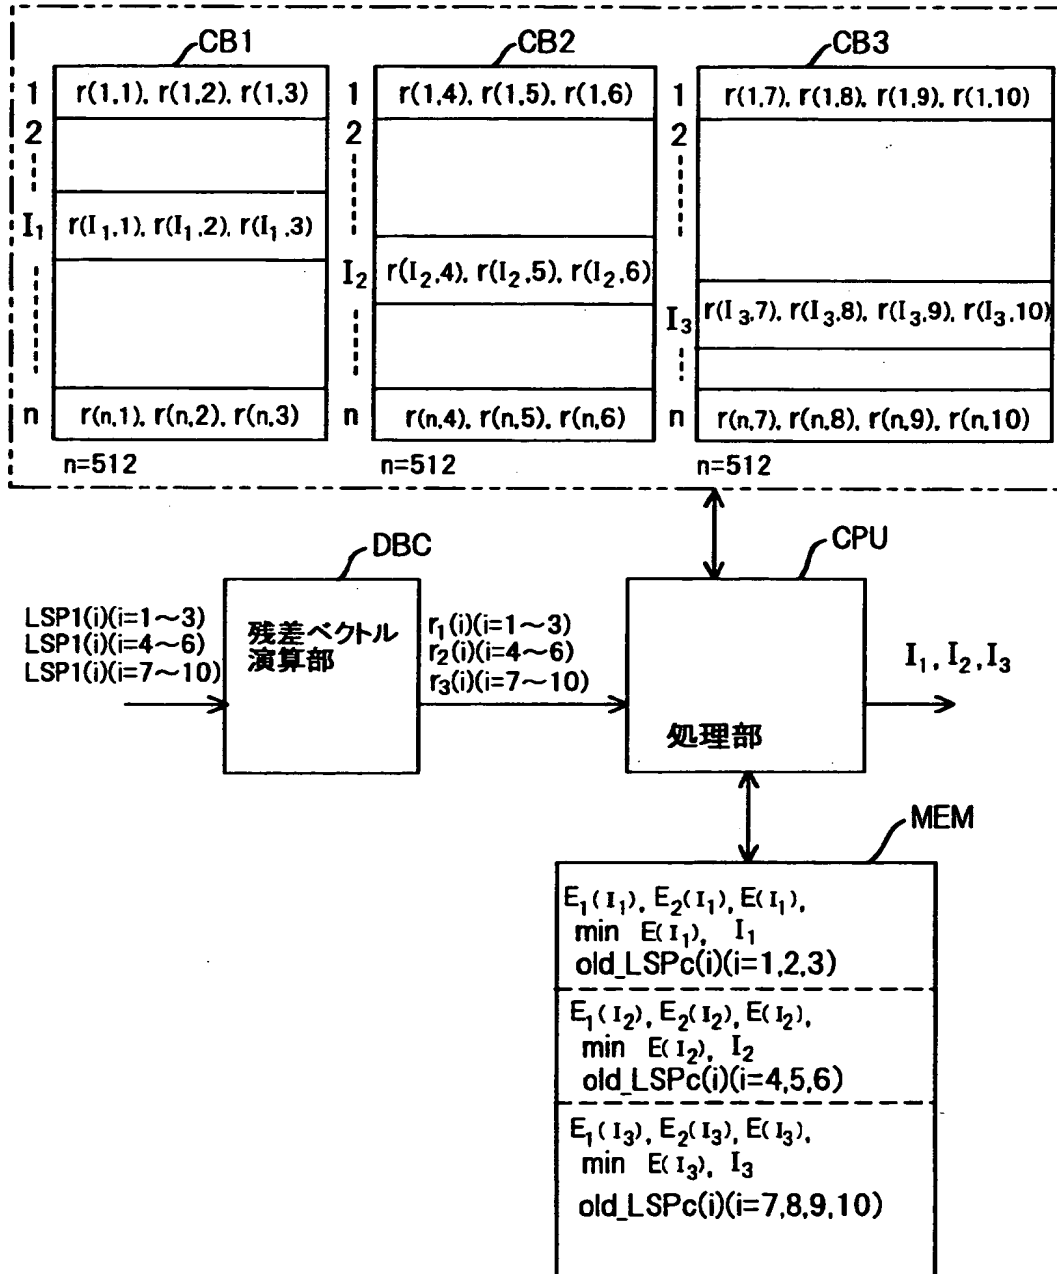 CB1
CB2
CB3
1
r(1,1), r(1,2), r(1,3)
2
I₁
r(I₁,1), r(I₁,2), r(I₁,3)
n
r(n,1), r(n,2), r(n,3)
n=512
1
r(1,4), r(1,5), r(1,6)
2
I₂
r(I₂,4), r(I₂,5), r(I₂,6)
n
r(n,4), r(n,5), r(n,6)
n=512
1
r(1,7), r(1,8), r(1,9), r(1,10)
2
I₃
r(I₃,7), r(I₃,8), r(I₃,9), r(I₃,10)
n
r(n,7), r(n,8), r(n,9), r(n,10)
n=512
LSP1(i)(i=1~3)
LSP1(i)(i=4~6)
LSP1(i)(i=7~10)
DBC
残差ベクトル
演算部
r₁(i)(i=1~3)
r₂(i)(i=4~6)
r₃(i)(i=7~10)
CPU
処理部
I₁, I₂, I₃
MEM
E₁(I₁), E₂(I₁), E(I₁),
min E(I₁), I₁
old_LSPc(i)(i=1,2,3)
E₁(I₂), E₂(I₂), E(I₂),
min E(I₂), I₂
old_LSPc(i)(i=4,5,6)
E₁(I₃), E₂(I₃), E(I₃),
min E(I₃), I₃
old_LSPc(i)(i=7,8,9,10)